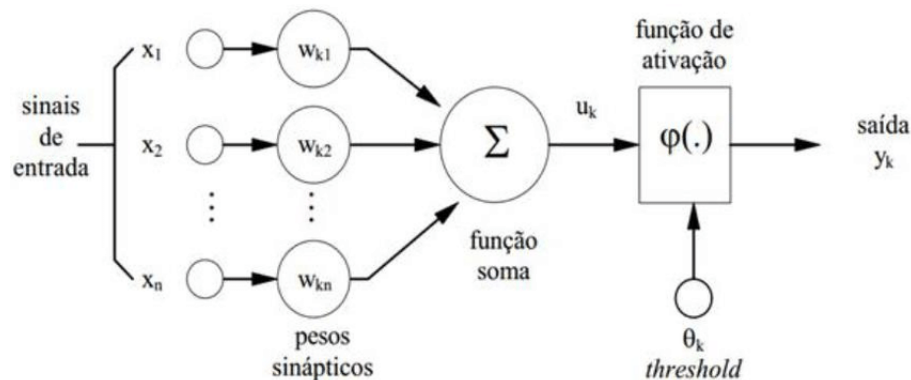 sinais
de
entrada
x1
x2
⋮
xn
wk1
wk2
⋮
wkn
pesos
sinápticos
Σ
função
soma
uk
função de
ativação
φ(.)
θk
threshold
saída
yk